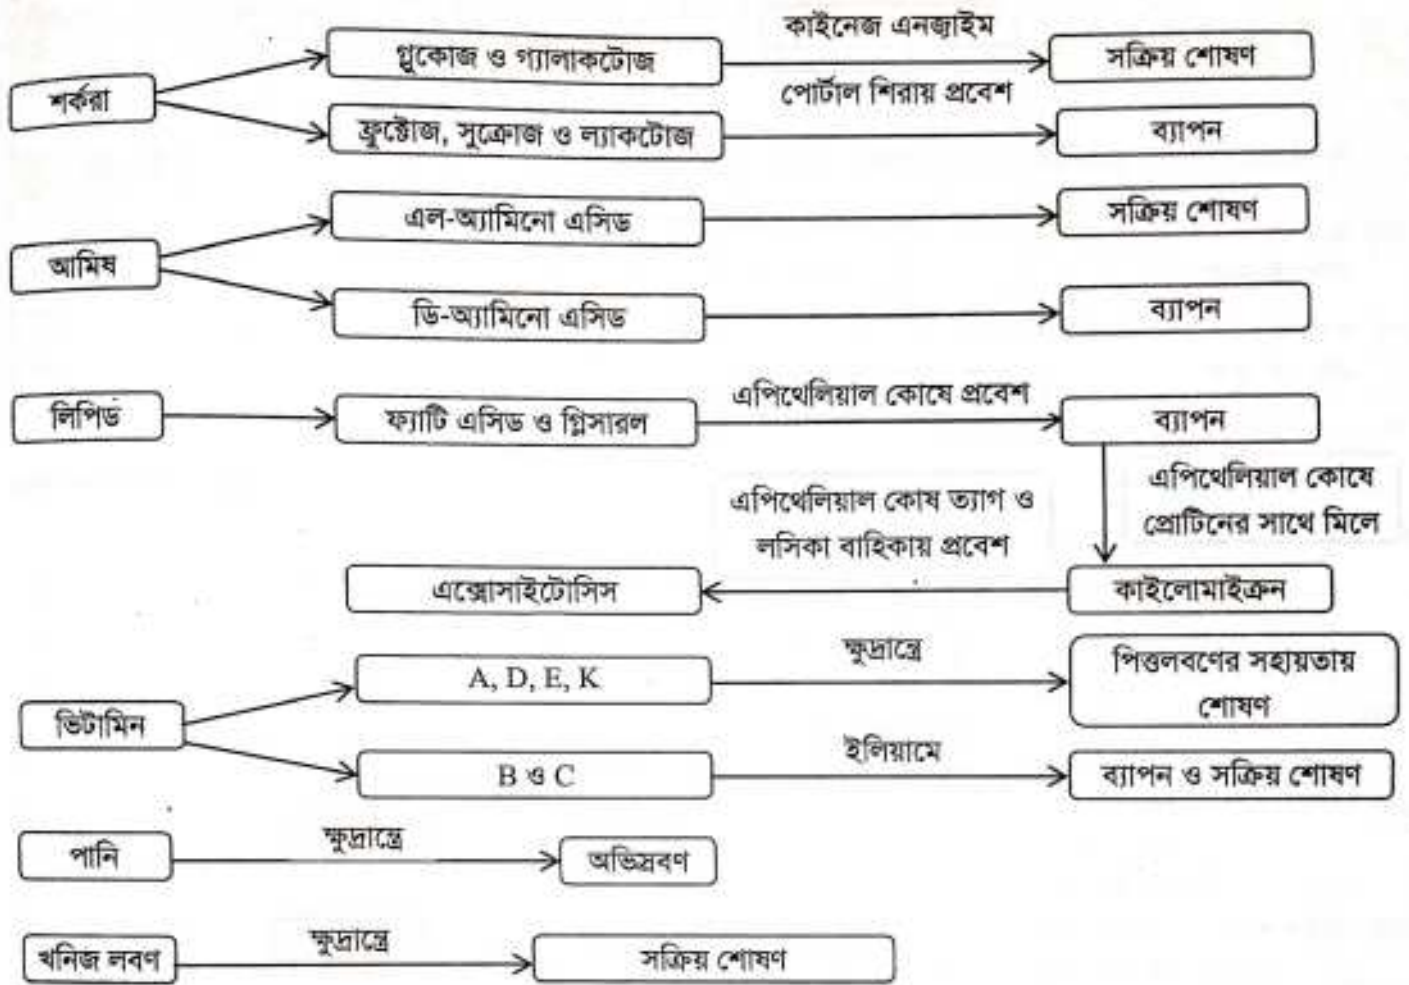 কাইনেজ এনজাইম
গ্লুকোজ ও গ্যালাকটোজ
সক্রিয় শোষণ
শর্করা
পোর্টাল শিরায় প্রবেশ
ফ্রুক্টোজ, সুক্রোজ ও ল্যাকটোজ
ব্যাপন
এল-অ্যামিনো এসিড
সক্রিয় শোষণ
আমিষ
ডি-অ্যামিনো এসিড
ব্যাপন
লিপিড
ফ্যাটি এসিড ও গ্লিসারল
এপিথেলিয়াল কোষে প্রবেশ
ব্যাপন
এপিথেলিয়াল কোষে
প্রোটিনের সাথে মিলে
এপিথেলিয়াল কোষ ত্যাগ ও
লসিকা বাহিকায় প্রবেশ
এক্সোসাইটোসিস
কাইলোমাইক্রন
ভিটামিন
A, D, E, K
ক্ষুদ্রান্ত্রে
পিত্তলবণের সহায়তায়
শোষণ
B ও C
ইলিয়ামে
ব্যাপন ও সক্রিয় শোষণ
পানি
ক্ষুদ্রান্ত্রে
অভিস্রবণ
খনিজ লবণ
ক্ষুদ্রান্ত্রে
সক্রিয় শোষণ